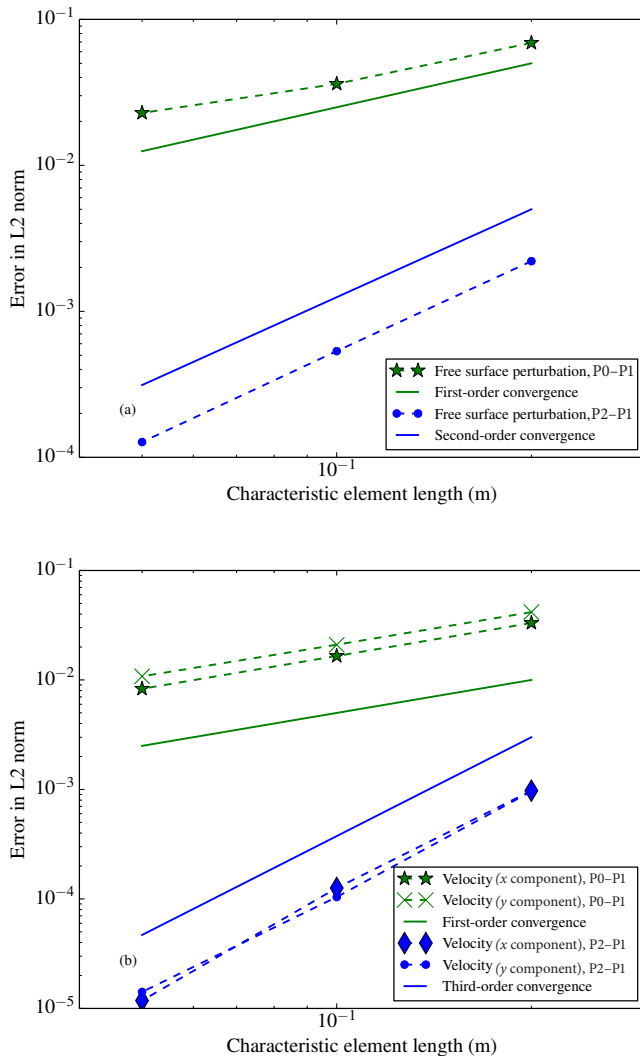 10⁻¹
10⁻²
10⁻³
10⁻⁴
Error in L2 norm
(a)
Free surface perturbation, P0–P1
First-order convergence
Free surface perturbation, P2–P1
Second-order convergence
10⁻¹
Characteristic element length (m)
10⁻¹
10⁻²
10⁻³
10⁻⁴
10⁻⁵
Error in L2 norm
(b)
Velocity (x component), P0–P1
Velocity (y component), P0–P1
First-order convergence
Velocity (x component), P2–P1
Velocity (y component), P2–P1
Third-order convergence
10⁻¹
Characteristic element length (m)